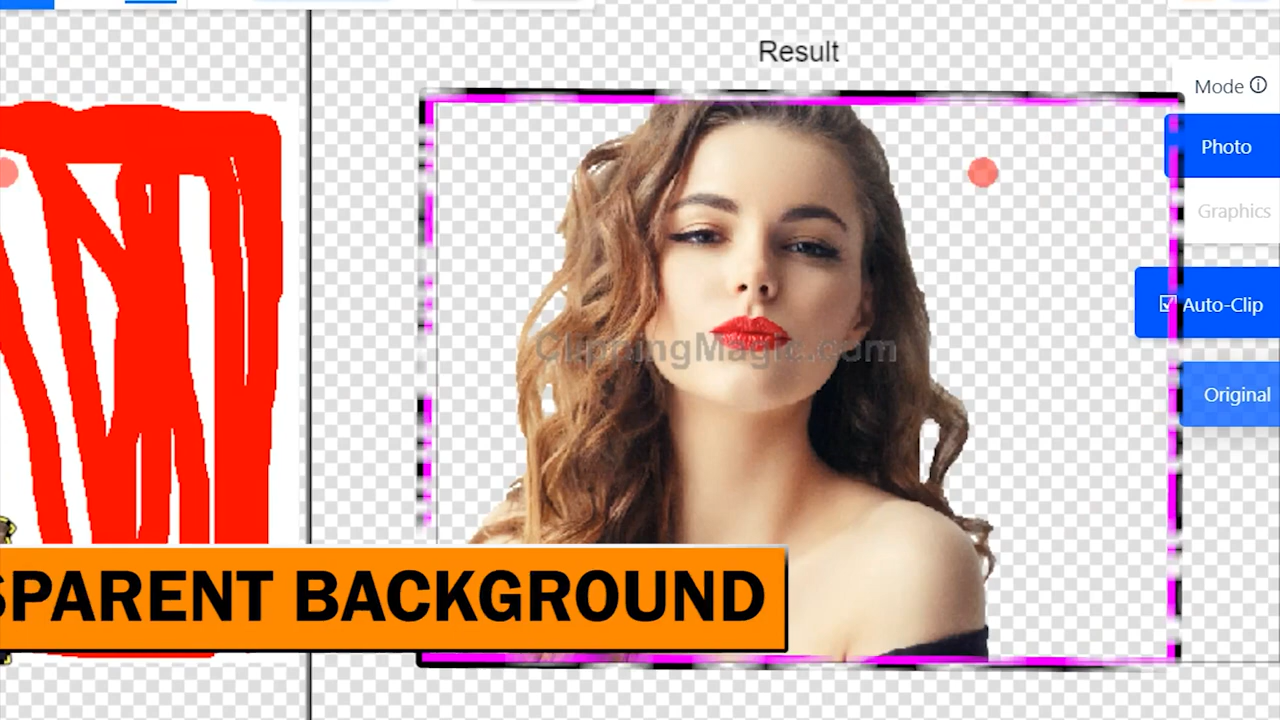 Result
Mode
Photo
Graphics
Auto-Clip
ClippingMagic.com
Original
SPARENT BACKGROUND